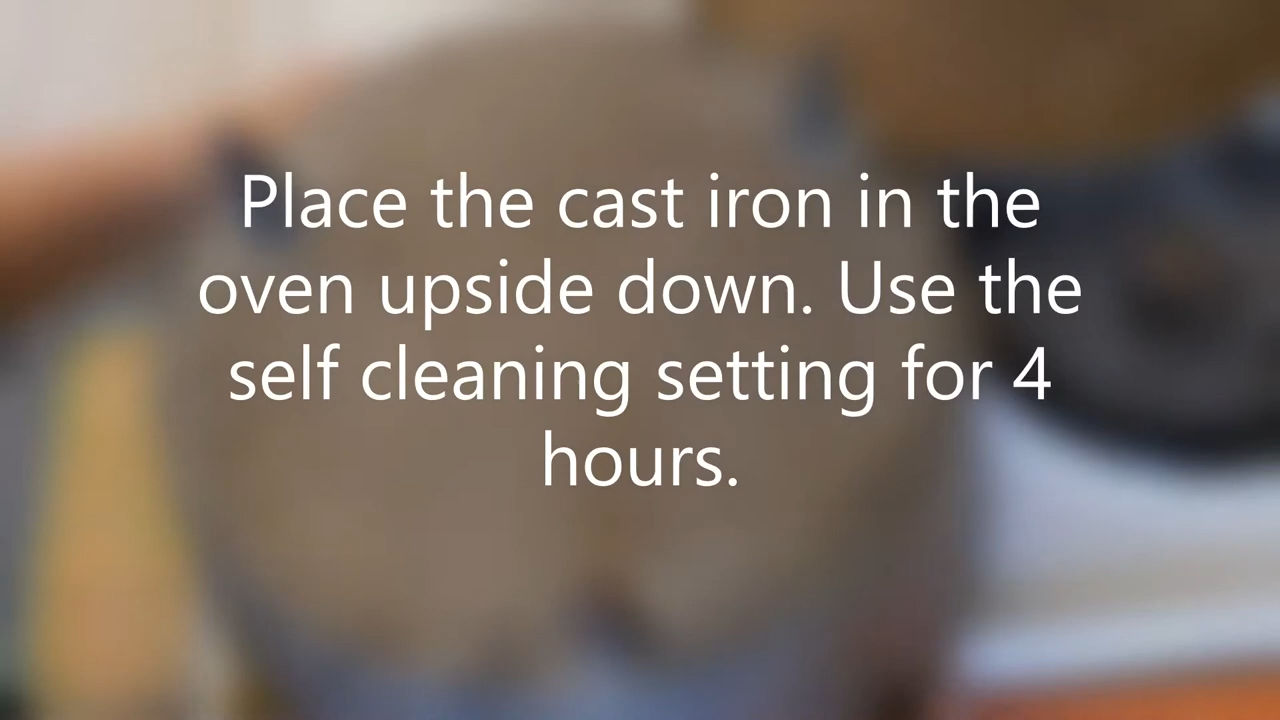 Place the cast iron in the
oven upside down. Use the
self cleaning setting for 4
hours.